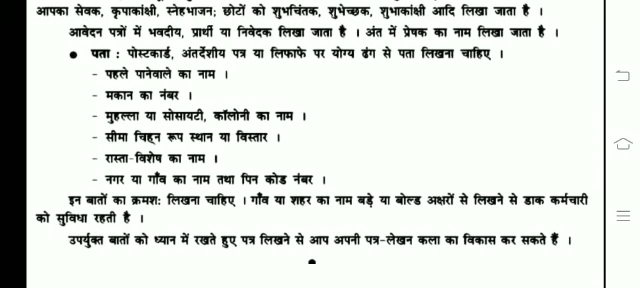 आपका सेवक, कृपाकांक्षी, स्नेहभाजन; छोटों को शुभचिंतक, शुभेच्छक, शुभाकांक्षी आदि लिखा जाता है ।
आवेदन पत्रों में भवदीय, प्रार्थी या निवेदक लिखा जाता है । अंत में प्रेषक का नाम लिखा जाता है ।
● पता : पोस्टकार्ड, अंतर्देशीय पत्र या लिफाफे पर योग्य ढंग से पता लिखना चाहिए ।
- पहले पानेवाले का नाम ।
- मकान का नंबर ।
- मुहल्ला या सोसायटी, कॉलोनी का नाम ।
- सीमा चिह्न रूप स्थान या विस्तार ।
- रास्ता-विशेष का नाम ।
- नगर या गाँव का नाम तथा पिन कोड नंबर ।
इन बातों का क्रमश: लिखना चाहिए । गाँव या शहर का नाम बड़े या बोल्ड अक्षरों से लिखने से डाक कर्मचारी
को सुविधा रहती है ।
उपर्युक्त बातों को ध्यान में रखते हुए पत्र लिखने से आप अपनी पत्र-लेखन कला का विकास कर सकते हैं ।